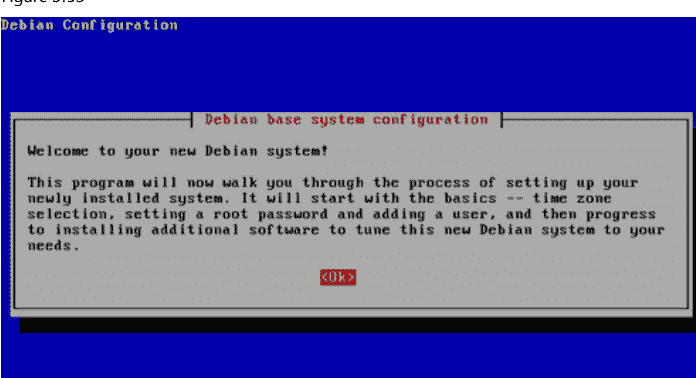 Debian Configuration
Debian base system configuration
Welcome to your new Debian system!
This program will now walk you through the process of setting up your
newly installed system. It will start with the basics -- time zone
selection, setting a root password and adding a user, and then progress
to installing additional software to tune this new Debian system to your
needs.
<Ok>